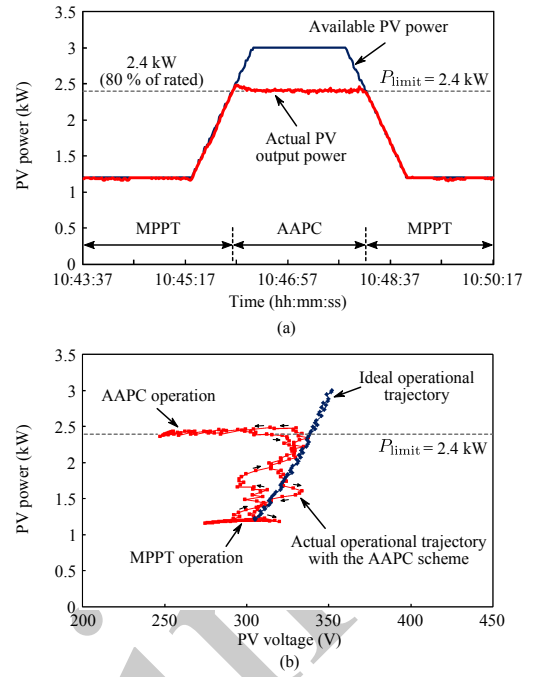 (a)
3.5
3
2.5
2
1.5
1
0.5
0
PV power (kW)
Available PV power
2.4 kW
(80 % of rated)
P_limit = 2.4 kW
Actual PV
output power
MPPT
AAPC
MPPT
10:43:37
10:45:17
10:46:57
10:48:37
10:50:17
Time (hh:mm:ss)
(a)
3.5
3
2.5
2
1.5
1
0.5
0
PV power (kW)
AAPC operation
Ideal operational
trajectory
P_limit = 2.4 kW
MPPT operation
Actual operational trajectory
with the AAPC scheme
200
250
300
350
400
450
PV voltage (V)
(b)